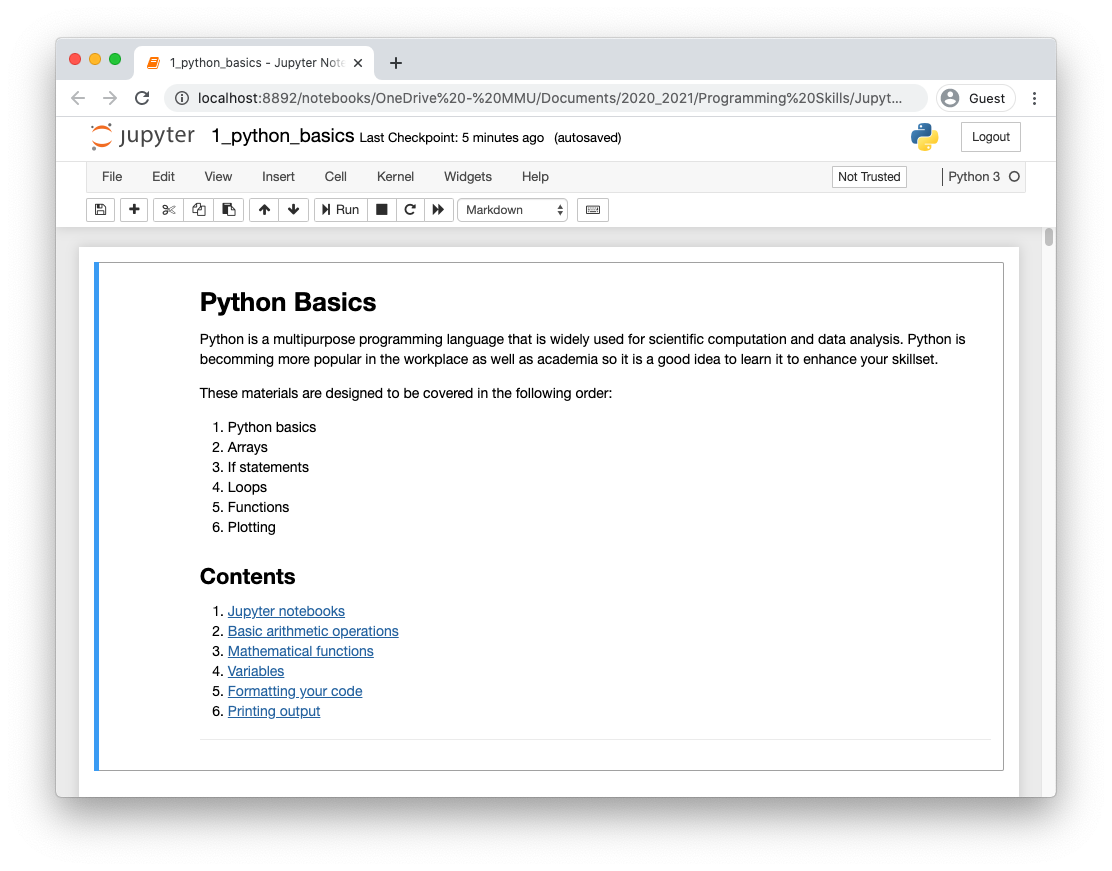 1_python_basics - Jupyter Note
localhost:8892/notebooks/OneDrive%20-%20MMU/Documents/2020_2021/Programming%20Skills/Jupyt... Guest
jupyter 1_python_basics Last Checkpoint: 5 minutes ago (autosaved) Logout
File Edit View Insert Cell Kernel Widgets Help Not Trusted Python 3
Run Markdown
Python Basics
Python is a multipurpose programming language that is widely used for scientific computation and data analysis. Python is
becomming more popular in the workplace as well as academia so it is a good idea to learn it to enhance your skillset.
These materials are designed to be covered in the following order:
1. Python basics
2. Arrays
3. If statements
4. Loops
5. Functions
6. Plotting
Contents
1. Jupyter notebooks
2. Basic arithmetic operations
3. Mathematical functions
4. Variables
5. Formatting your code
6. Printing output